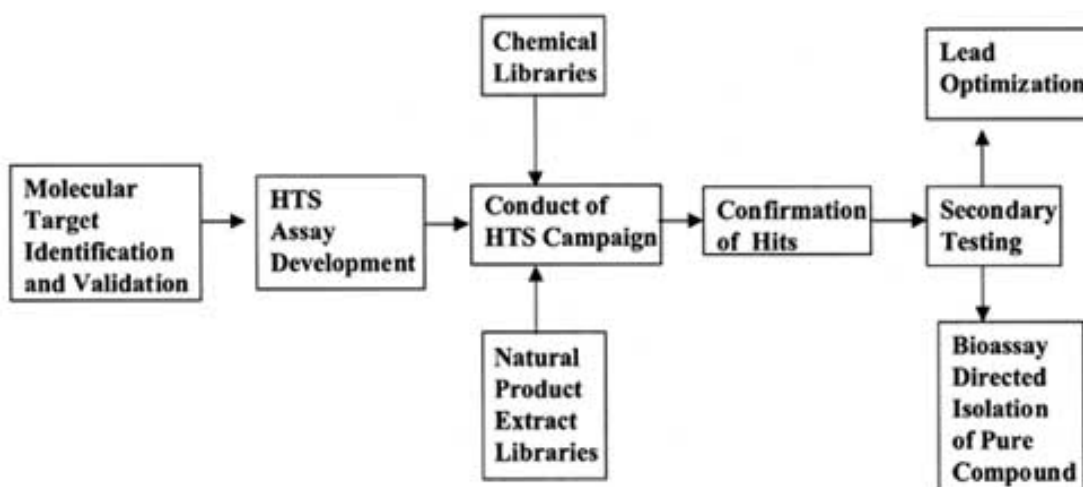 Chemical
Libraries
Lead
Optimization
Molecular
Target
Identification
and Validation
HTS
Assay
Development
Conduct of
HTS Campaign
Confirmation
of Hits
Secondary
Testing
Natural
Product
Extract
Libraries
Bioassay
Directed
Isolation
of Pure
Compound